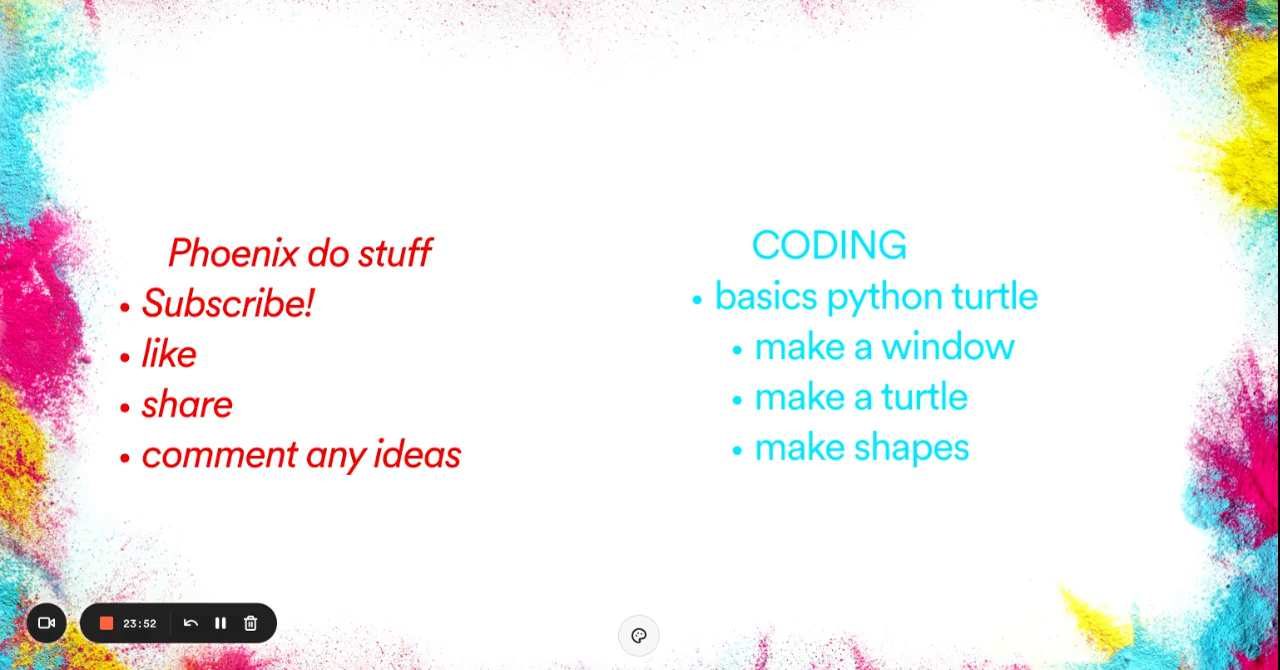 Phoenix do stuff
• Subscribe!
• like
• share
• comment any ideas
CODING
• basics python turtle
• make a window
• make a turtle
• make shapes
23:52